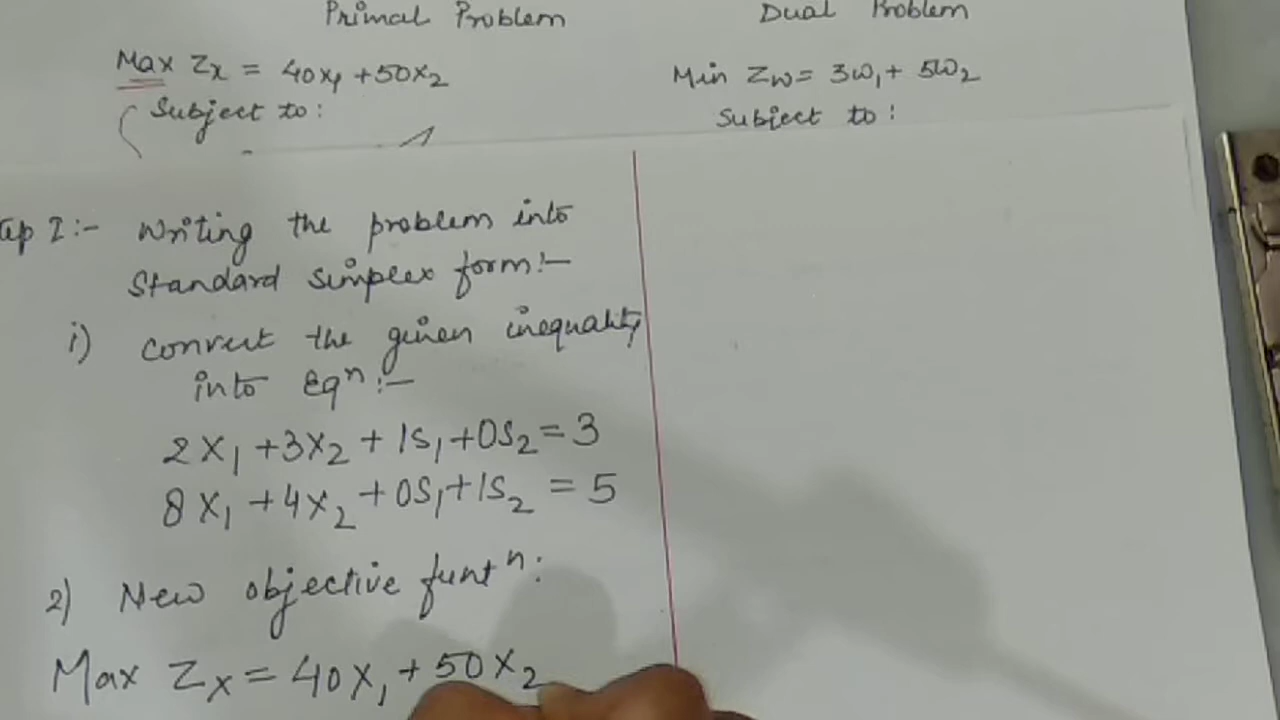 Primal Problem
Max Zx = 40x1 + 50x2
Subject to:
Dual Problem
Min Zw = 3w1 + 5w2
Subject to:
ep I:- Writing the problem into
Standard simplex form:-
i) Convert the given inequality
into Eqn:-
2X1 + 3X2 + 1S1 + 0S2 = 3
8X1 + 4X2 + 0S1 + 1S2 = 5
2) New objective funtn:
Max Zx = 40X1 + 50X2